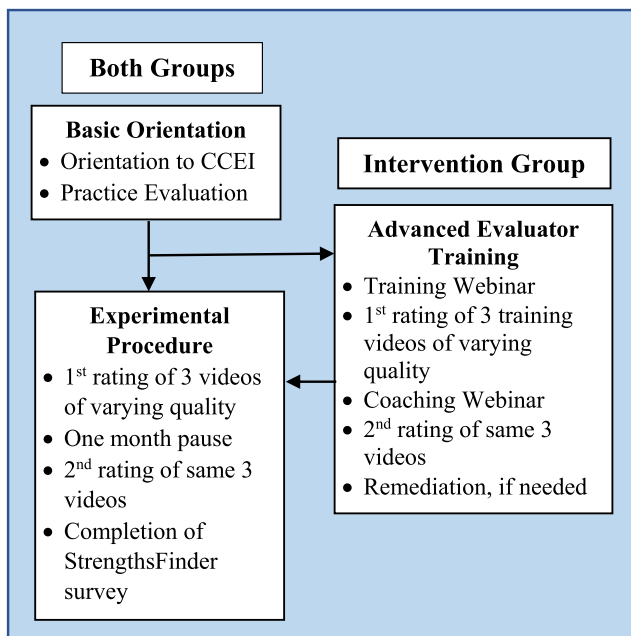 Both Groups
Basic Orientation
• Orientation to CCEI
• Practice Evaluation
Intervention Group
Advanced Evaluator
Training
• Training Webinar
• 1st rating of 3 training
videos of varying
quality
• Coaching Webinar
• 2nd rating of same 3
videos
• Remediation, if needed
Experimental
Procedure
• 1st rating of 3 videos
of varying quality
• One month pause
• 2nd rating of same 3
videos
• Completion of
StrengthsFinder
survey